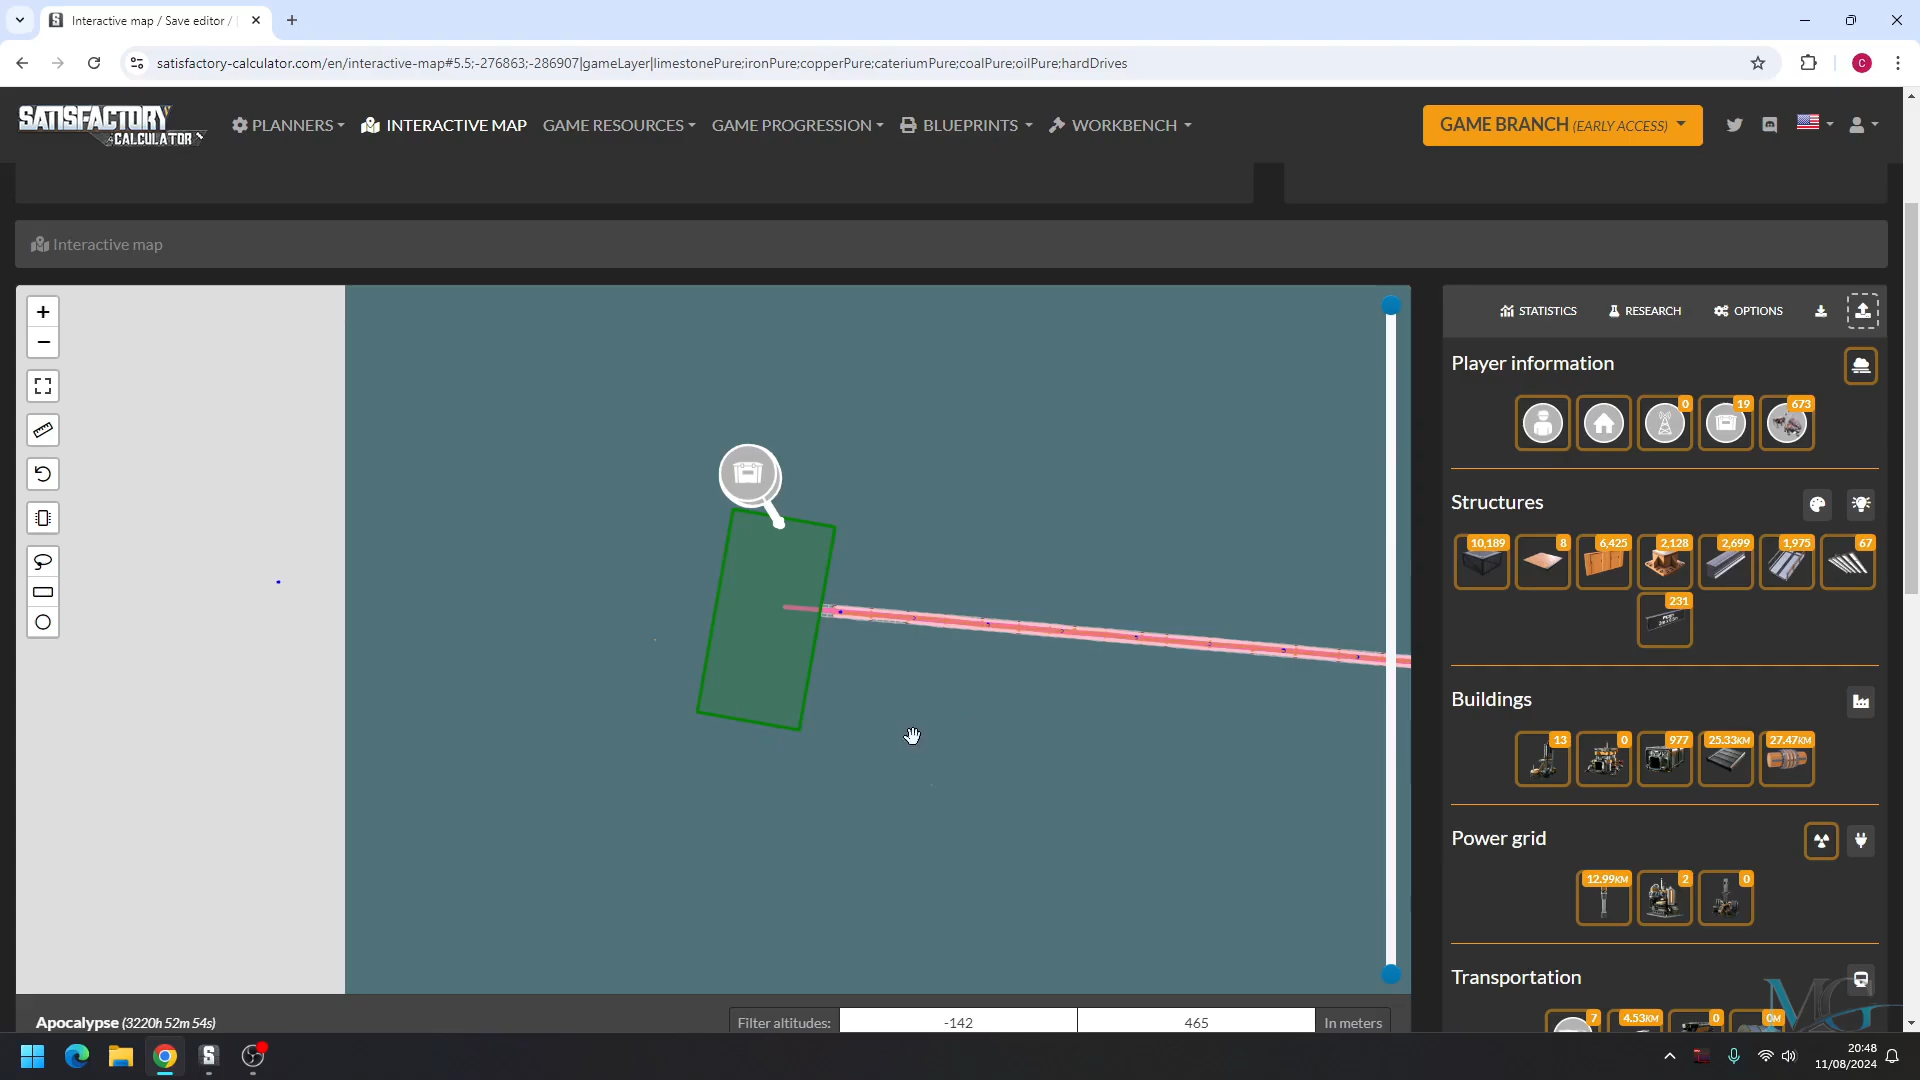 Interactive map / Save editor /
satisfactory-calculator.com/en/interactive-map#5.5;-276863;-286907|gameLayer|limestonePure;ironPure;copperPure;cateriumPure;coalPure;oilPure;hardDrives
C
SATISFACTORY
CALCULATOR
PLANNERS
INTERACTIVE MAP
GAME RESOURCES
GAME PROGRESSION
BLUEPRINTS
WORKBENCH
GAME BRANCH (EARLY ACCESS)
Interactive map
STATISTICS
RESEARCH
OPTIONS
Player information
0
19
673
Structures
10,189
8
6,425
2,128
2,699
1,975
67
231
Buildings
13
0
977
25.33KM
27.47KM
Power grid
12.99KM
2
0
Transportation
7
4.53KM
0
0M
Apocalypse (3220h 52m 54s)
Filter altitudes:
-142
465
In meters
MG
20:48
11/08/2024